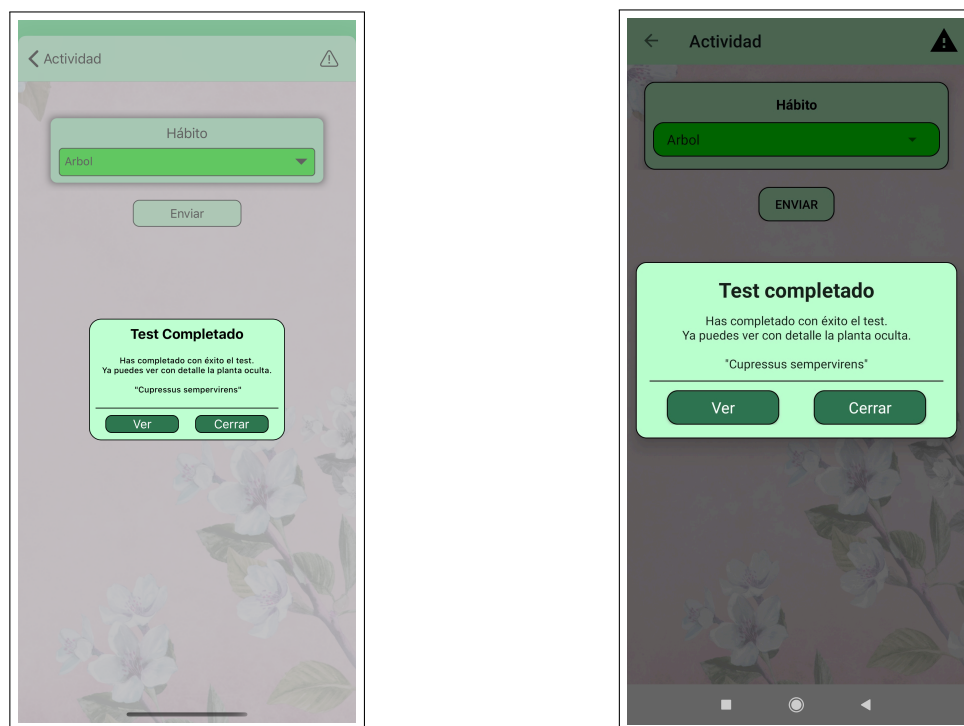 Actividad
Hábito
Arbol
Enviar
Test Completado
Has completado con éxito el test.
Ya puedes ver con detalle la planta oculta.
"Cupressus sempervirens"
Ver
Cerrar
Actividad
Hábito
Arbol
ENVIAR
Test completado
Has completado con éxito el test.
Ya puedes ver con detalle la planta oculta.
"Cupressus sempervirens"
Ver
Cerrar